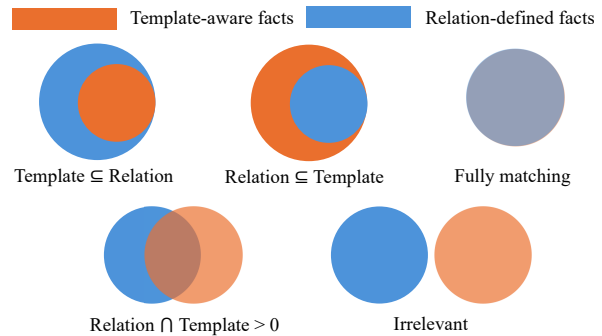 Template-aware facts
Relation-defined facts
Template ⊆ Relation
Relation ⊆ Template
Fully matching
Relation ⋂ Template > 0
Irrelevant